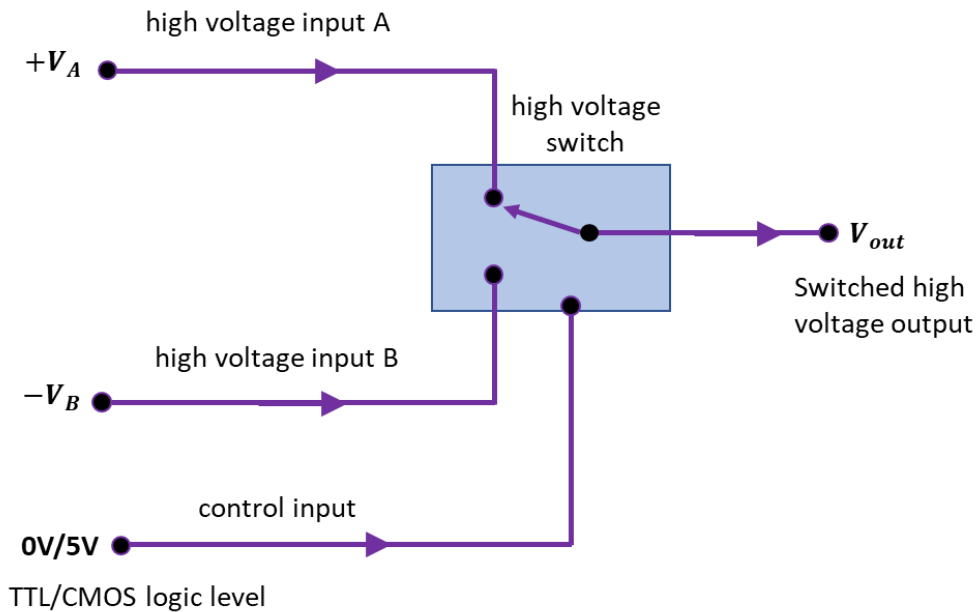 high voltage input A
+V_A
high voltage
switch
V_out
Switched high
voltage output
high voltage input B
−V_B
control input
0V/5V
TTL/CMOS logic level